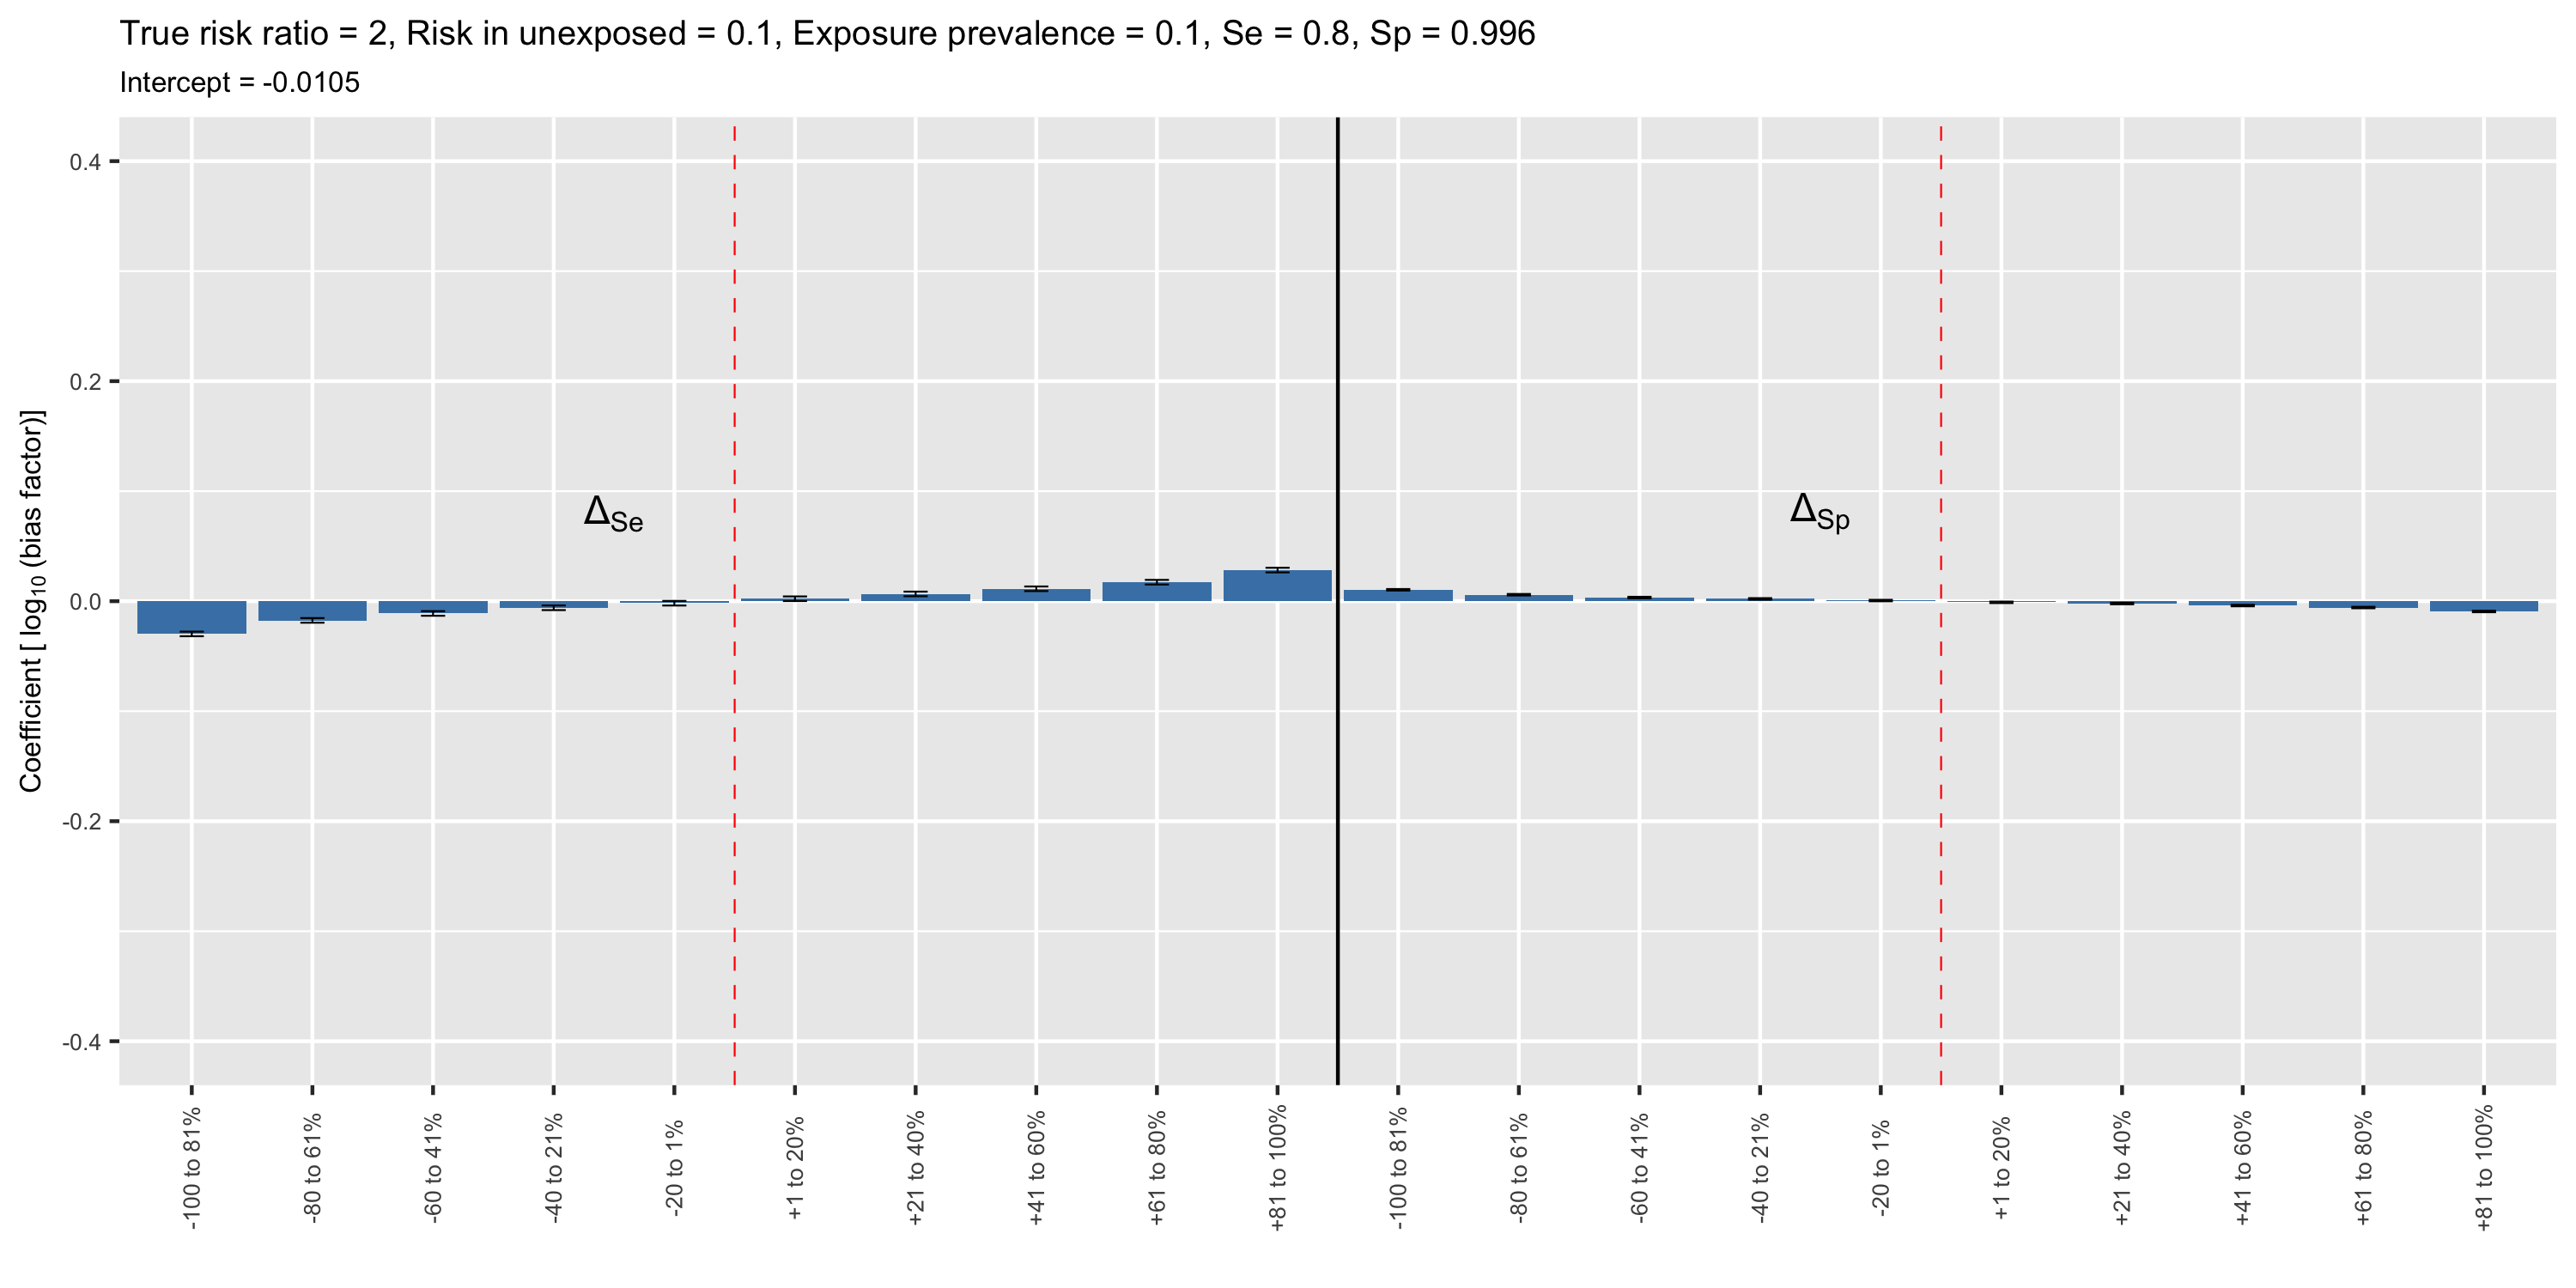 True risk ratio = 2, Risk in unexposed = 0.1, Exposure prevalence = 0.1, Se = 0.8, Sp = 0.996
Intercept = -0.0105
Coefficient [ log10 (bias factor)]
0.4
0.2
0.0
-0.2
-0.4
ΔSe
ΔSp
-100 to 81%
-80 to 61%
-60 to 41%
-40 to 21%
-20 to 1%
+1 to 20%
+21 to 40%
+41 to 60%
+61 to 80%
+81 to 100%
-100 to 81%
-80 to 61%
-60 to 41%
-40 to 21%
-20 to 1%
+1 to 20%
+21 to 40%
+41 to 60%
+61 to 80%
+81 to 100%